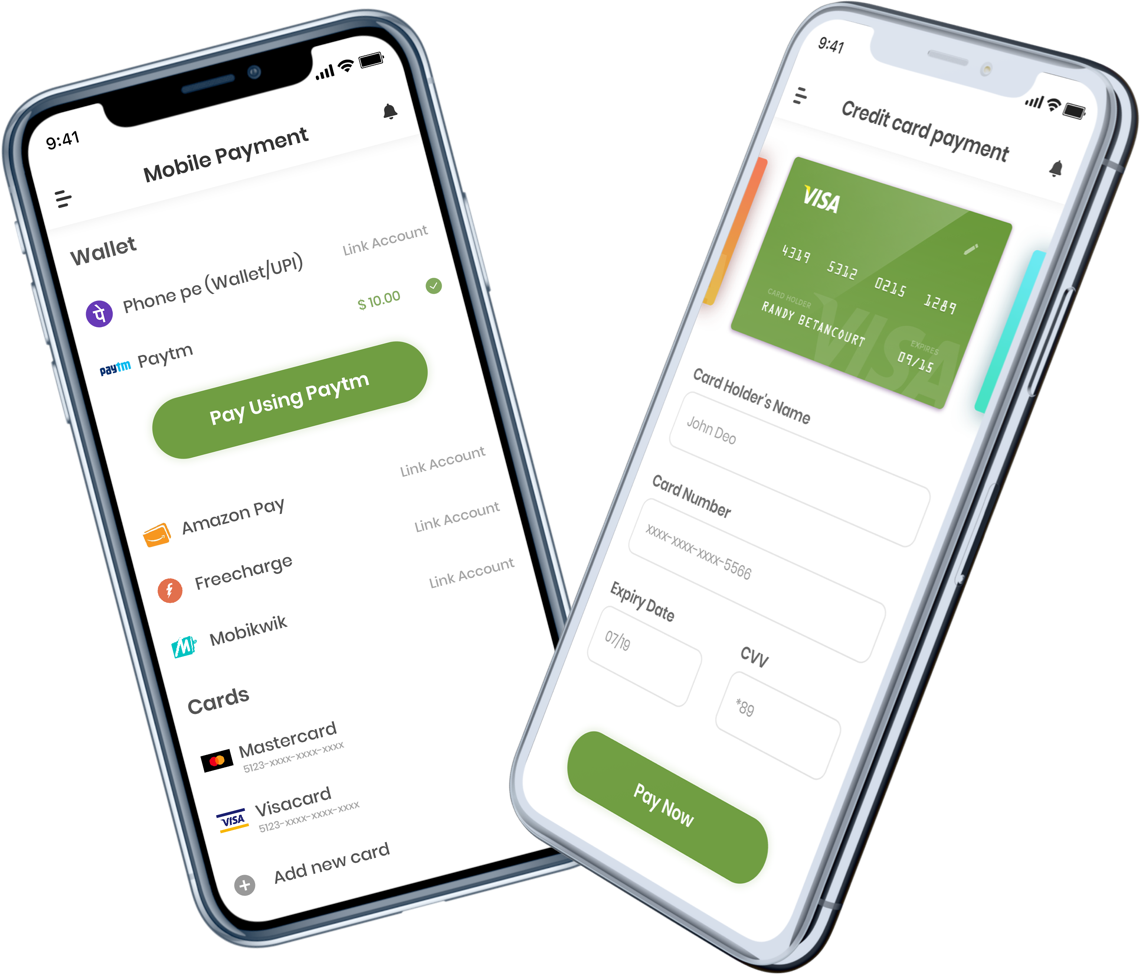 9:41
Mobile Payment
Wallet
Phone pe (Wallet/UPI)
Link Account
paytm Paytm
$ 10.00
Pay Using Paytm
Amazon Pay
Link Account
Freecharge
Link Account
Mobikwik
Link Account
Cards
Mastercard
5123-xxxx-xxxx-xxxx
VISA
Visacard
5123-xxxx-xxxx-xxxx
Add new card
9:41
Credit card payment
VISA
4319 5312 0215 1289
CARD HOLDER
RANDY BETANCOURT
EXPIRES
09/15
VISA
Card Holder's Name
John Deo
Card Number
xxxx-xxxx-xxxx-5566
Expiry Date
07/19
CVV
*89
Pay Now